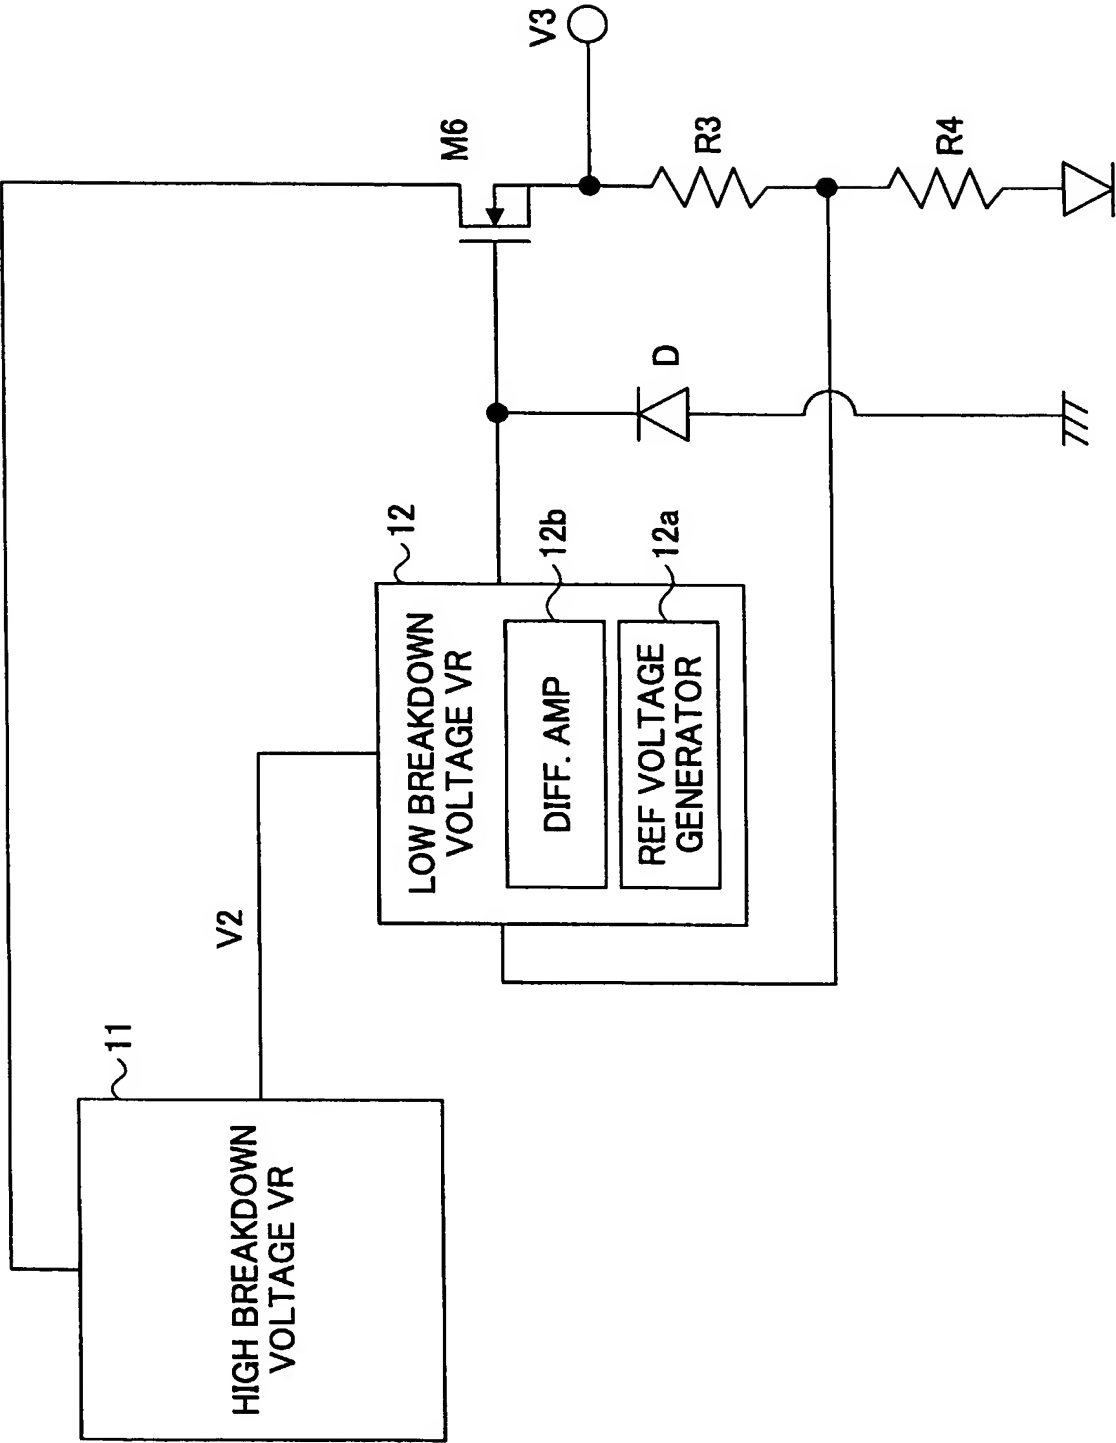 11
HIGH BREAKDOWN
VOLTAGE VR
V2
12
LOW BREAKDOWN
VOLTAGE VR
12b
DIFF. AMP
12a
REF VOLTAGE
GENERATOR
D
M6
V3
R3
R4